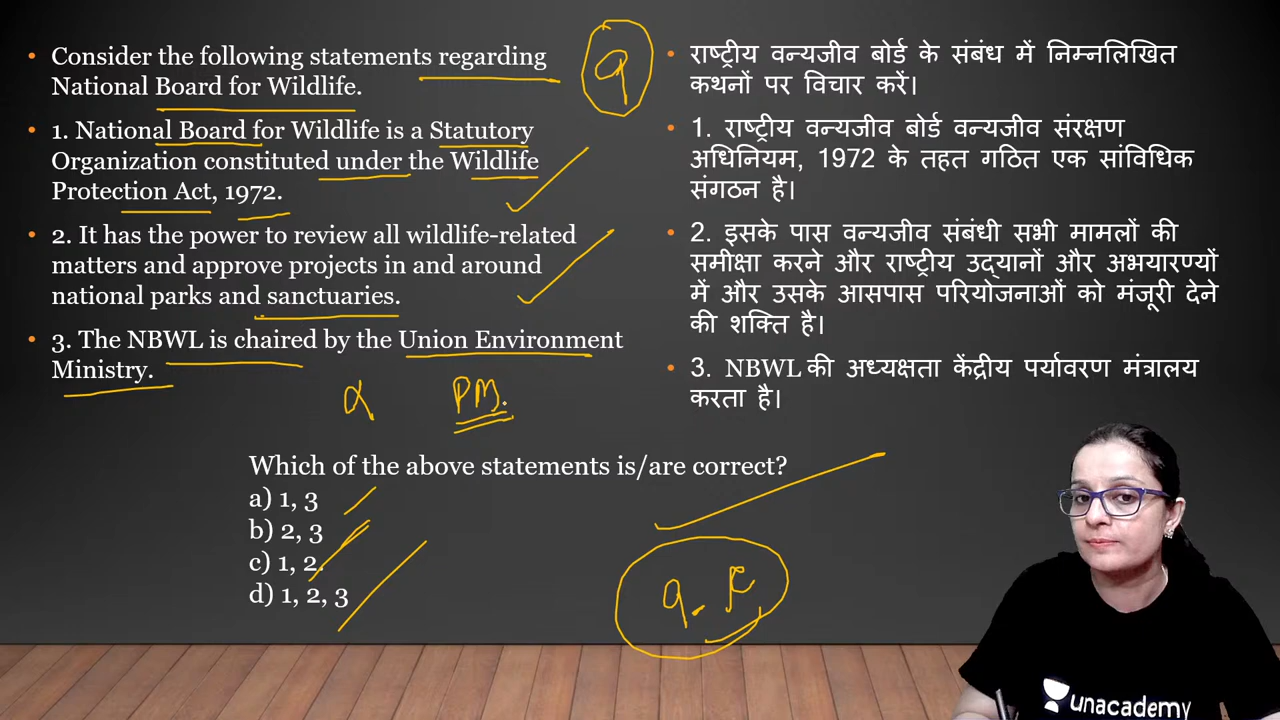 • Consider the following statements regarding
National Board for Wildlife.
• 1. National Board for Wildlife is a Statutory
Organization constituted under the Wildlife
Protection Act, 1972.
• 2. It has the power to review all wildlife-related
matters and approve projects in and around
national parks and sanctuaries.
• 3. The NBWL is chaired by the Union Environment
Ministry.
9
PM.
• राष्ट्रीय वन्यजीव बोर्ड के संबंध में निम्नलिखित
कथनों पर विचार करें।
• 1. राष्ट्रीय वन्यजीव बोर्ड वन्यजीव संरक्षण
अधिनियम, 1972 के तहत गठित एक सांविधिक
संगठन है।
• 2. इसके पास वन्यजीव संबंधी सभी मामलों की
समीक्षा करने और राष्ट्रीय उद्यानों और अभयारण्यों
में और उसके आसपास परियोजनाओं को मंजूरी देने
की शक्ति है।
• 3. NBWL की अध्यक्षता केंद्रीय पर्यावरण मंत्रालय
करता है।
Which of the above statements is/are correct?
a) 1, 3
b) 2, 3
c) 1, 2
d) 1, 2, 3
unacademy